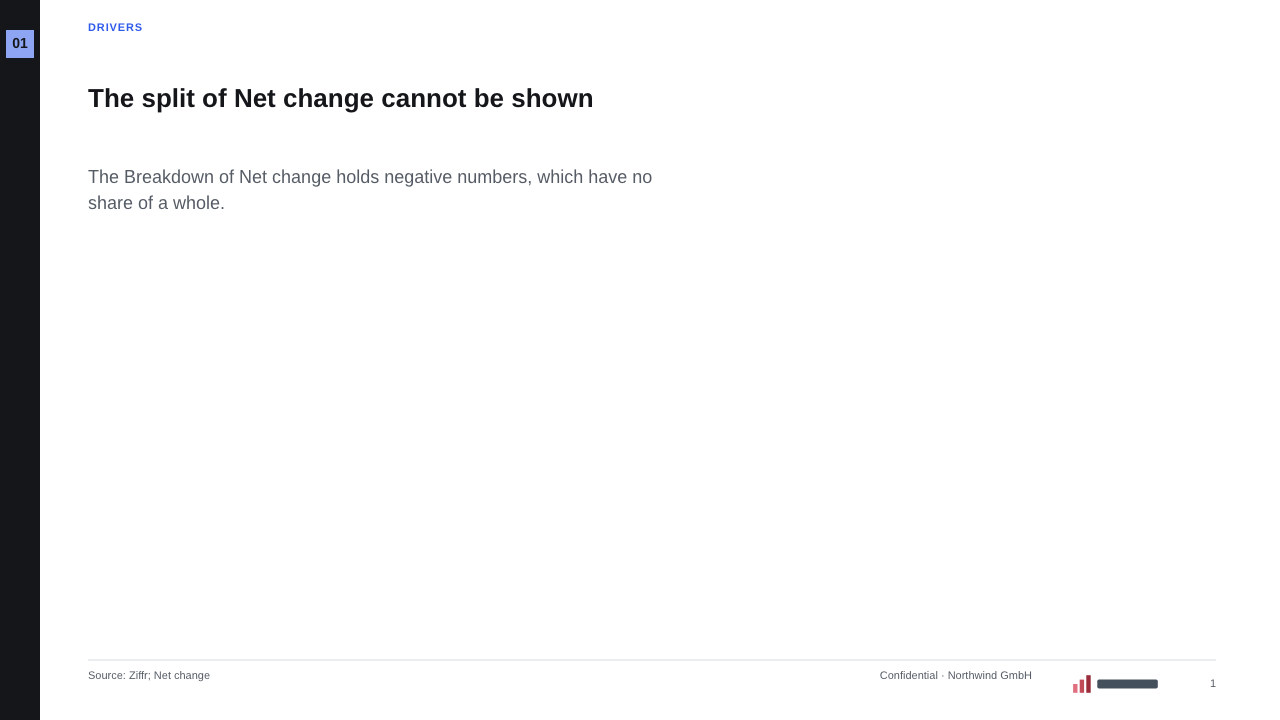 DRIVERS
01
The split of Net change cannot be shown
The Breakdown of Net change holds negative numbers, which have no
share of a whole.
Source: Ziffr; Net change
Confidential · Northwind GmbH
1